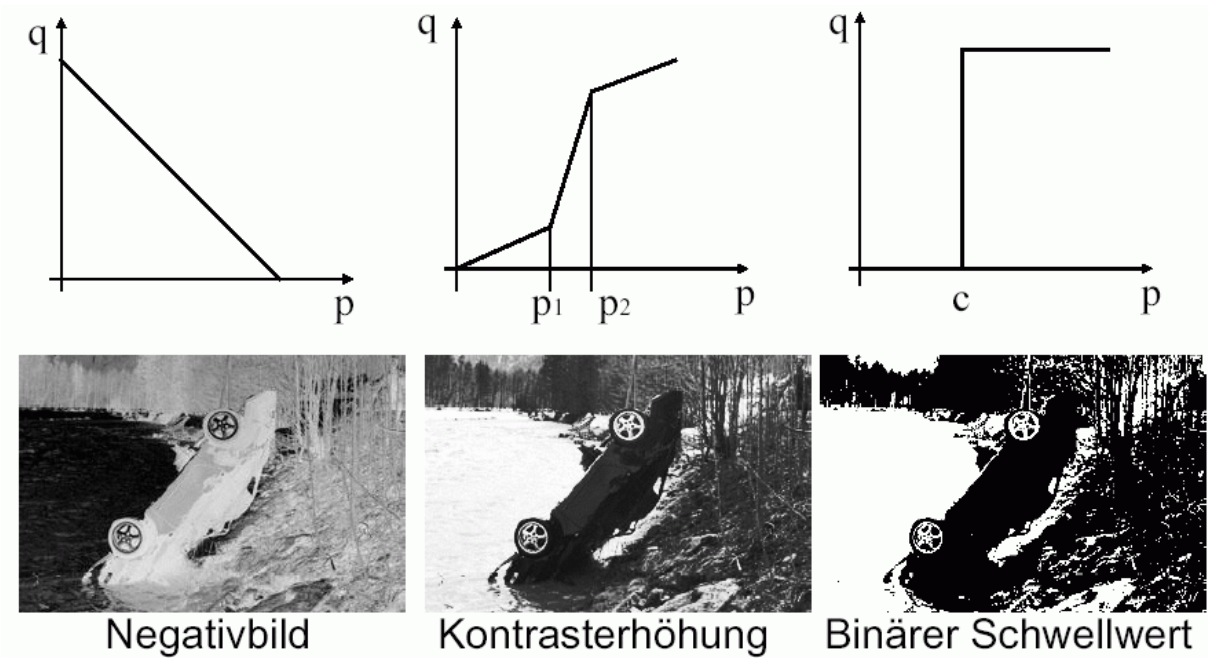 q
p
Negativbild
q
p1
p2
p
Kontrasterhöhung
q
c
p
Binärer Schwellwert